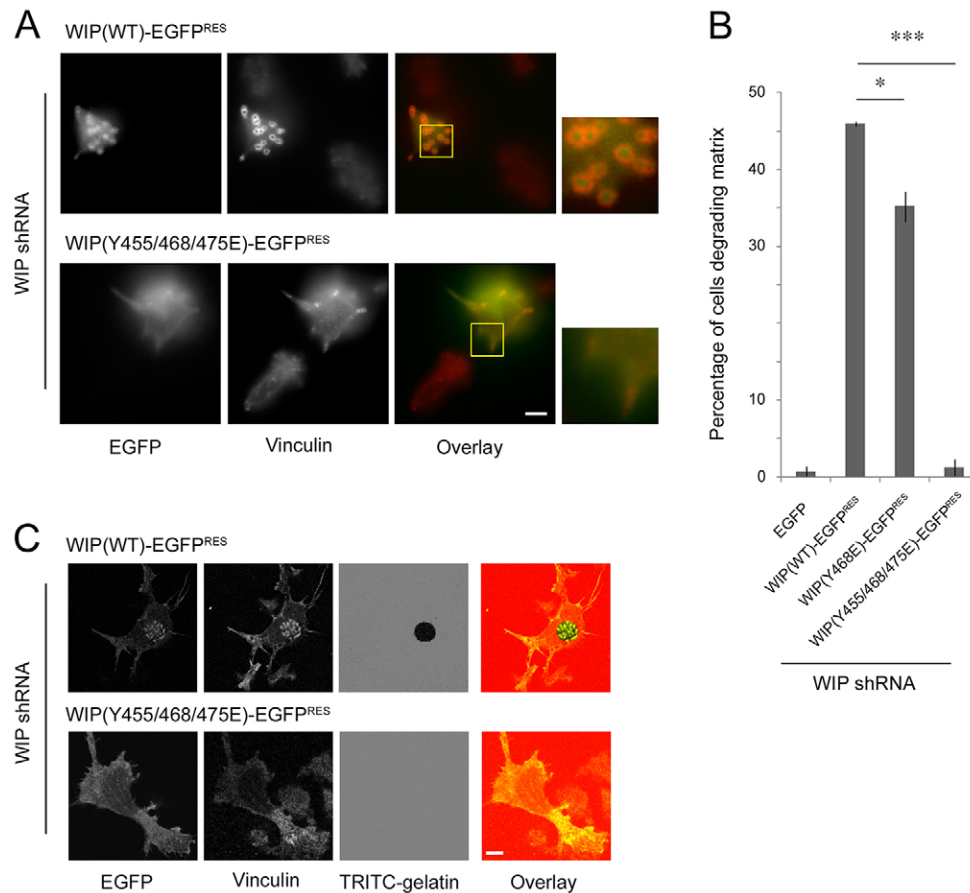 A
WIP(WT)-EGFPRES
WIP shRNA
WIP(Y455/468/475E)-EGFPRES
EGFP Vinculin Overlay
B
***
*
Percentage of cells degrading matrix
50
30
10
0
EGFP
WIP(WT)-EGFPRES
WIP(Y468E)-EGFPRES
WIP(Y455/468/475E)-EGFPRES
WIP shRNA
C
WIP(WT)-EGFPRES
WIP shRNA
WIP(Y455/468/475E)-EGFPRES
EGFP Vinculin TRITC-gelatin Overlay